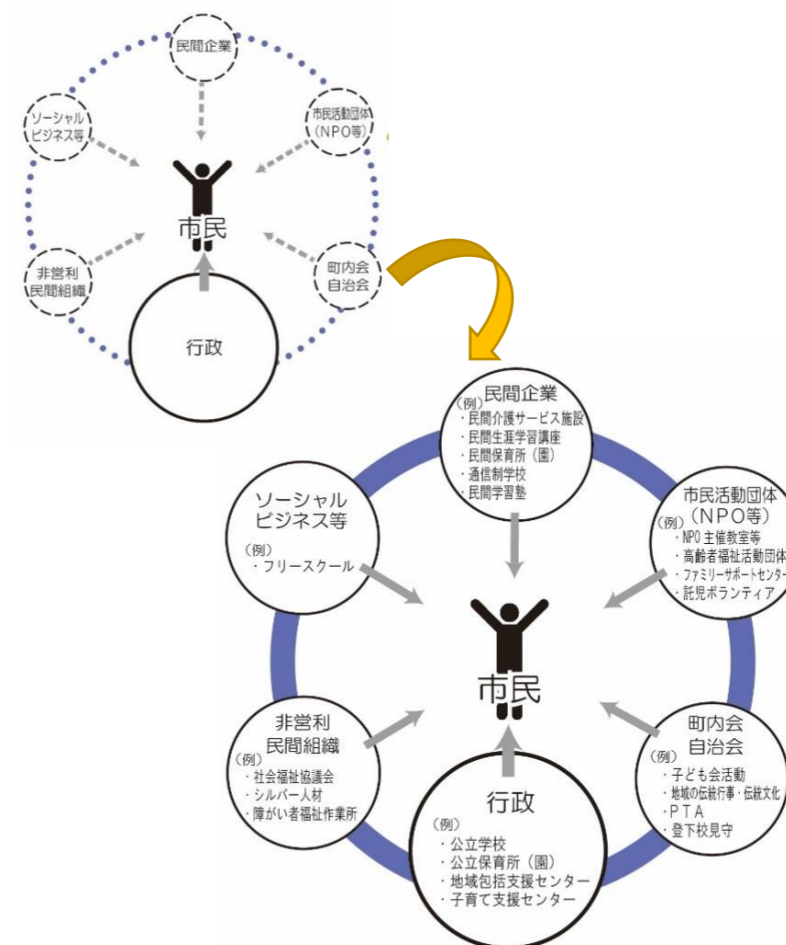 民間企業
ソーシャル
ビジネス等
市民活動団体
(NPO等)
市民
非営利
民間組織
町内会
自治会
行政
民間企業
(例)
・民間介護サービス施設
・民間生涯学習講座
・民間保育所（園）
・通信制学校
・民間学習塾
ソーシャル
ビジネス等
(例)
・フリースクール
市民活動団体
(NPO等)
(例)
・NPO主催教室等
・高齢者福祉活動団体
・ファミリーサポートセンター
・託児ボランティア
市民
非営利
民間組織
(例)
・社会福祉協議会
・シルバー人材
・障がい者福祉作業所
町内会
自治会
(例)
・子ども会活動
・地域の伝統行事・伝統文化
・PTA
・登下校見守
行政
(例)
・公立学校
・公立保育所（園）
・地域包括支援センター
・子育て支援センター